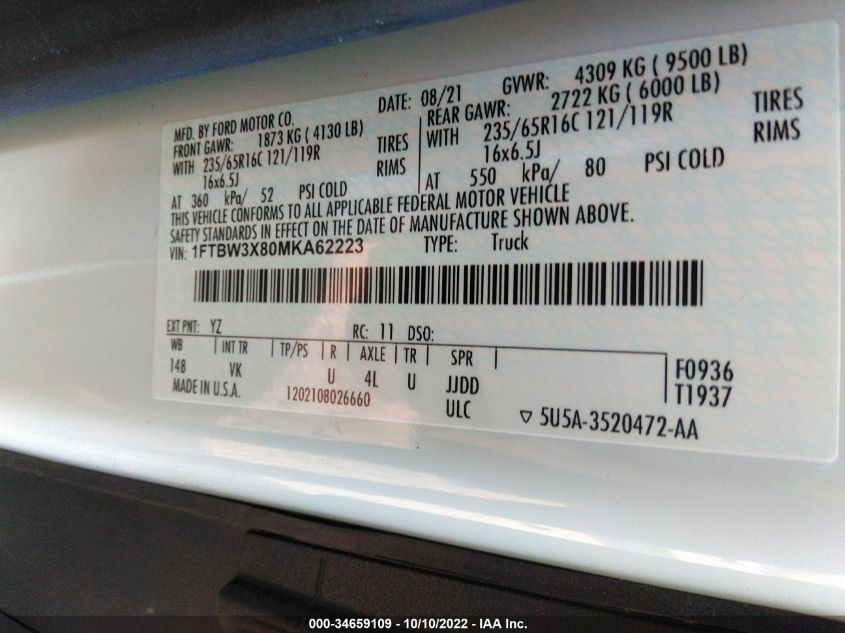 MFD. BY FORD MOTOR CO.
DATE: 08/21 GVWR: 4309 KG ( 9500 LB)
FRONT GAWR: 1873 KG ( 4130 LB)
REAR GAWR: 2722 KG ( 6000 LB)
WITH 235/65R16C 121/119R TIRES
WITH 235/65R16C 121/119R TIRES
16x6.5J RIMS
16x6.5J RIMS
AT 360 kPa/ 52 PSI COLD
AT 550 kPa/ 80 PSI COLD
THIS VEHICLE CONFORMS TO ALL APPLICABLE FEDERAL MOTOR VEHICLE
SAFETY STANDARDS IN EFFECT ON THE DATE OF MANUFACTURE SHOWN ABOVE.
VIN: 1FTBW3X80MKA62223 TYPE: Truck
EXT PNT: YZ RC: 11 DSO:
WB INT TR TP/PS R AXLE TR SPR
148 VK U 4L U JJDD
F0936
T1937
MADE IN U.S.A. 1202108026660 ULC
▽ 5U5A-3520472-AA
000-34659109 - 10/10/2022 - IAA Inc.